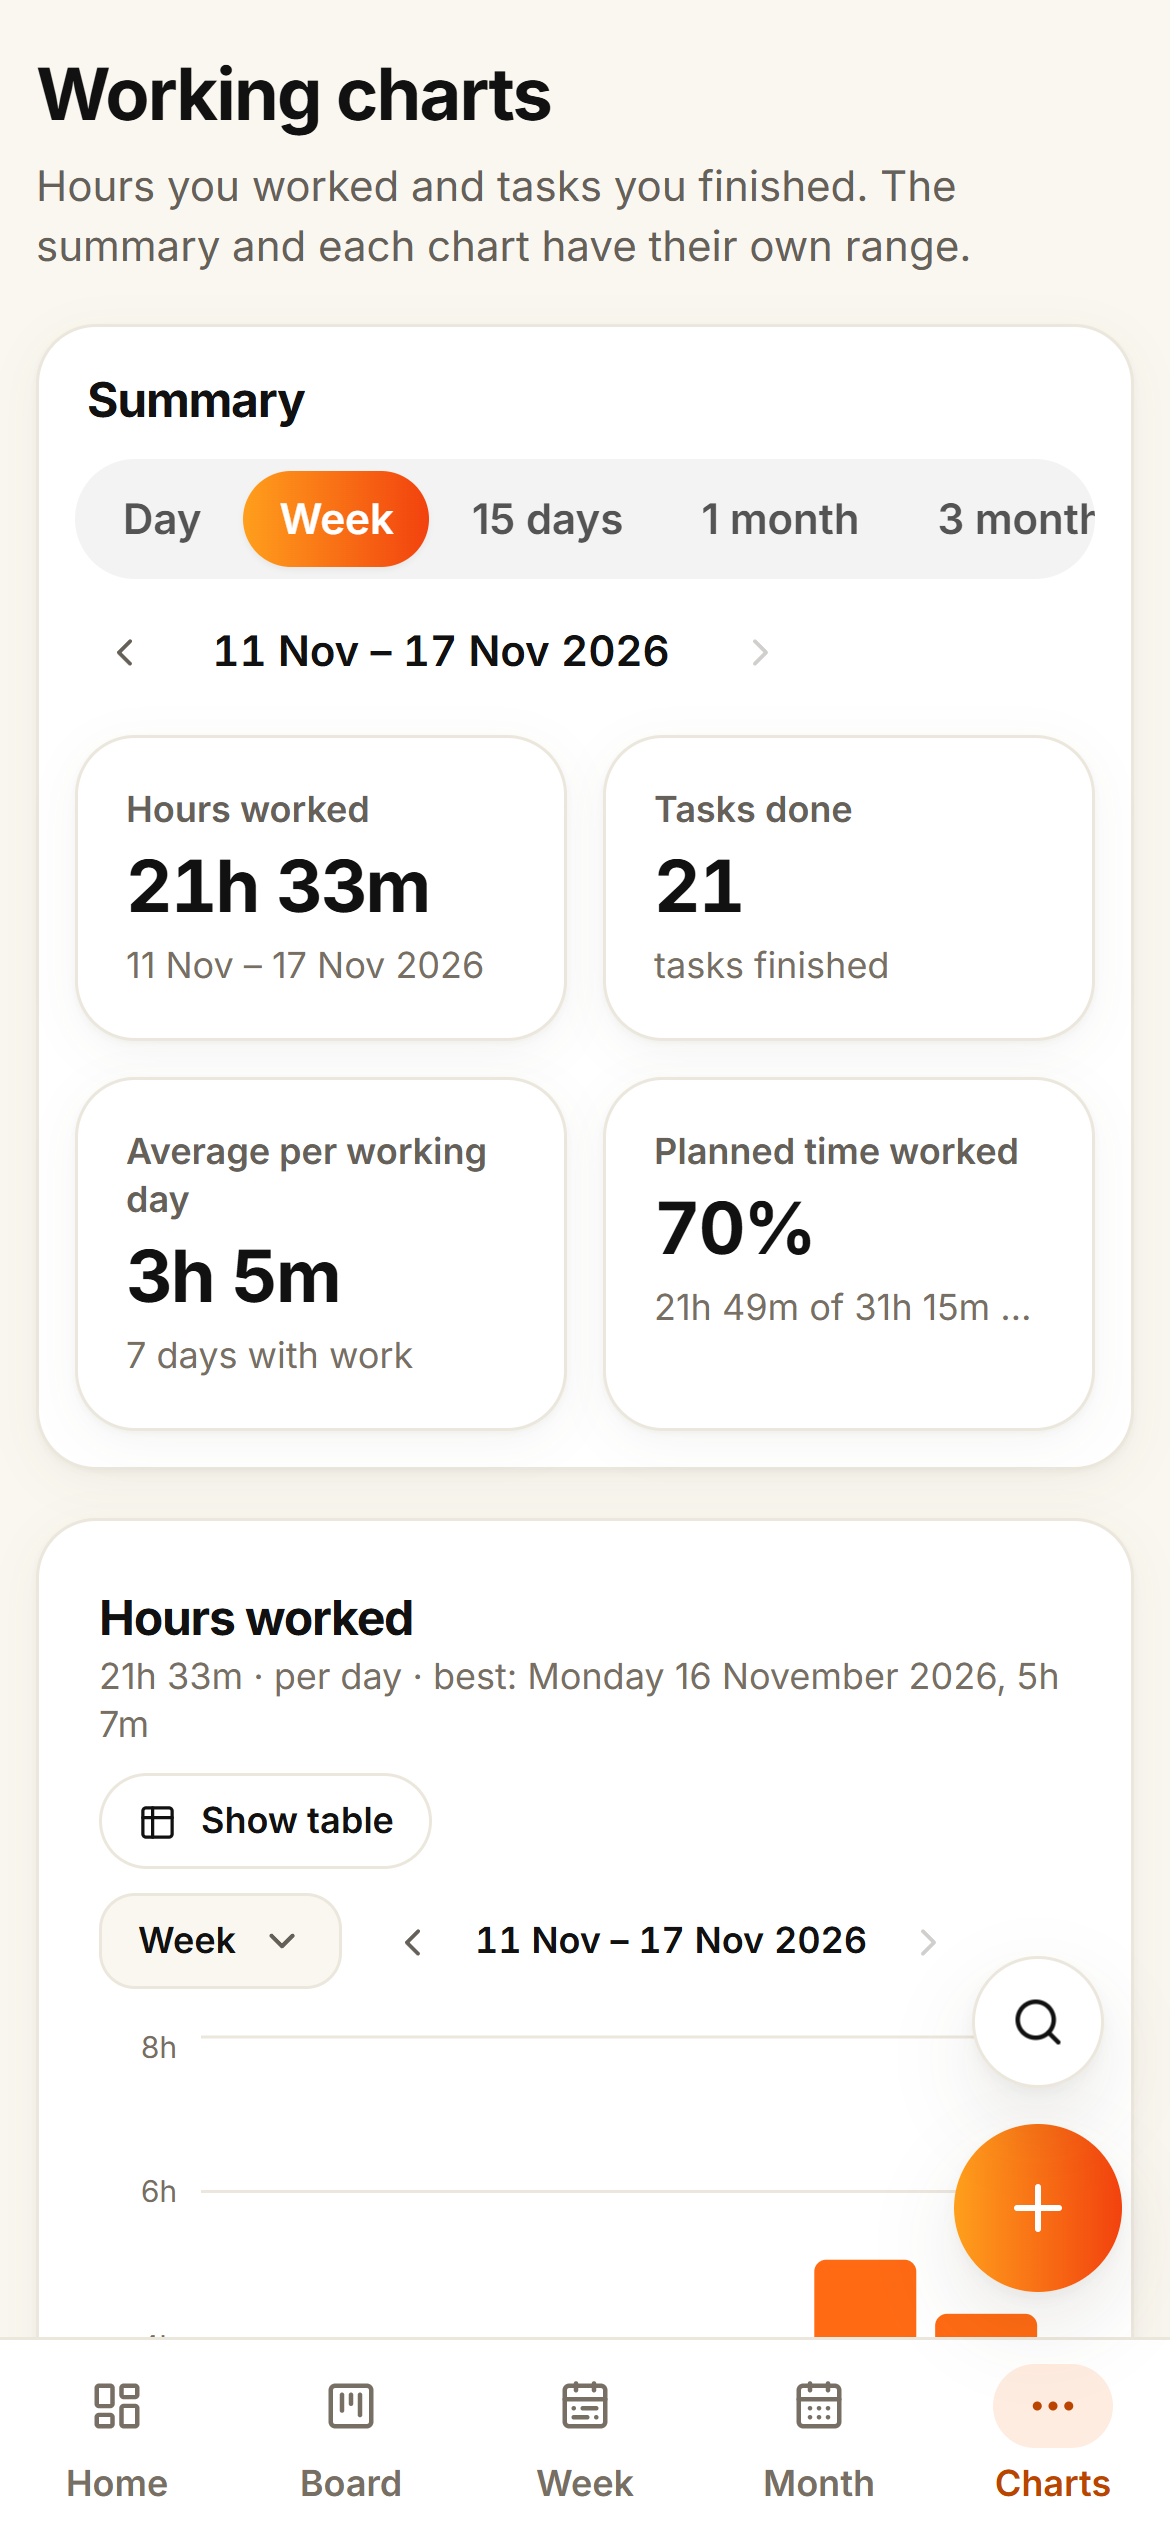 Working charts
Hours you worked and tasks you finished. The
summary and each chart have their own range.
Summary
Day Week 15 days 1 month 3 month
11 Nov – 17 Nov 2026
Hours worked
21h 33m
11 Nov – 17 Nov 2026
Tasks done
21
tasks finished
Average per working
day
3h 5m
7 days with work
Planned time worked
70%
21h 49m of 31h 15m ...
Hours worked
21h 33m · per day · best: Monday 16 November 2026, 5h
7m
Show table
Week 11 Nov – 17 Nov 2026
8h
6h
Home Board Week Month Charts